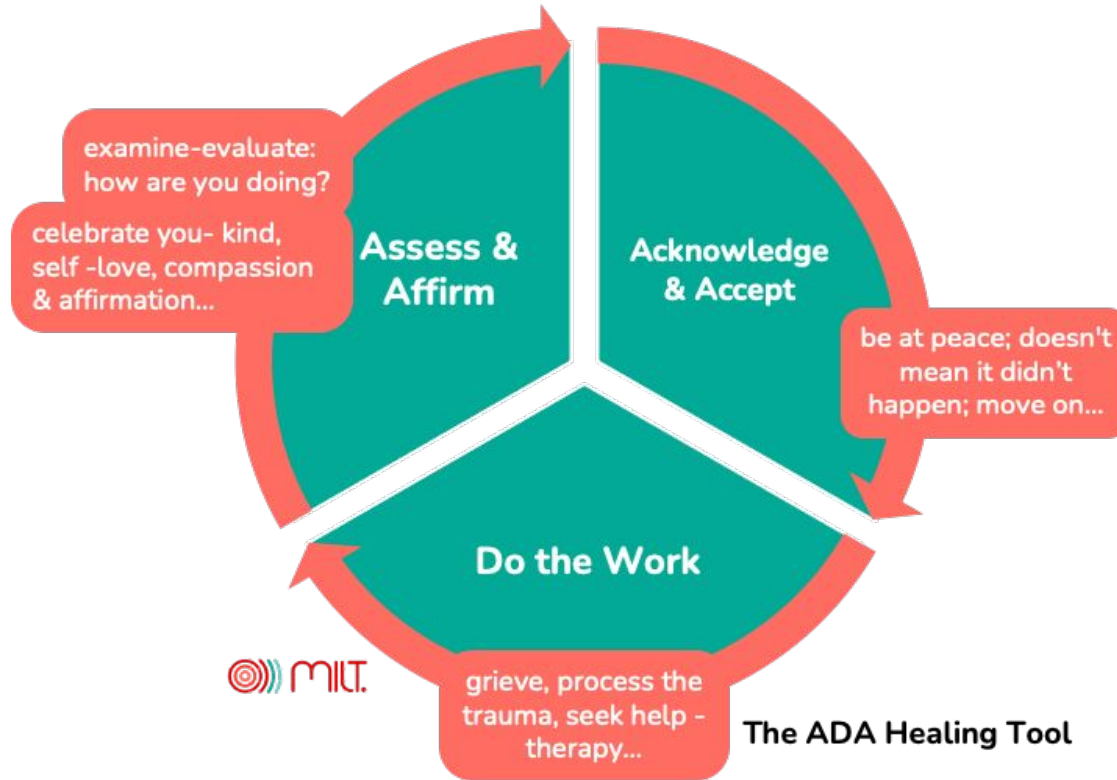 examine-evaluate:
how are you doing?
celebrate you- kind,
self -love, compassion
& affirmation...
Assess &
Affirm
Acknowledge
& Accept
be at peace; doesn't
mean it didn't
happen; move on...
Do the Work
grieve, process the
trauma, seek help -
therapy...
MILT.
The ADA Healing Tool